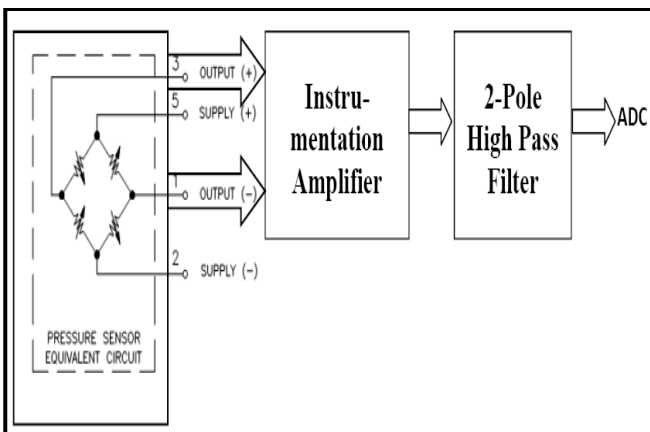 3 OUTPUT (+)
5 SUPPLY (+)
1 OUTPUT (-)
2 SUPPLY (-)
PRESSURE SENSOR
EQUIVALENT CIRCUIT
Instru-
mentation
Amplifier
2-Pole
High Pass
Filter
ADC